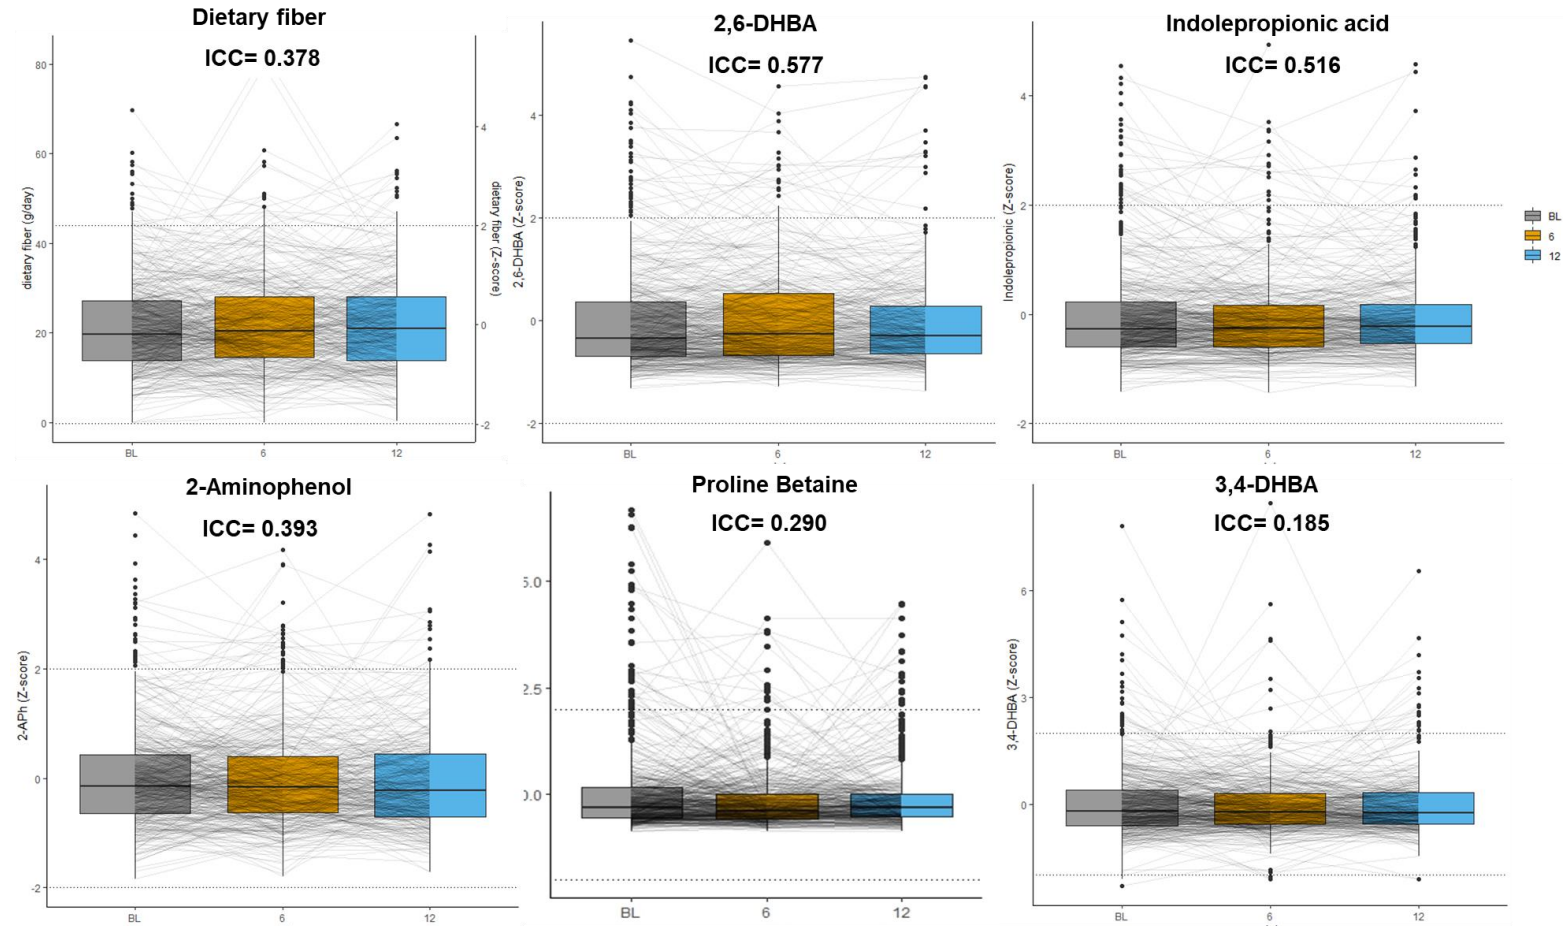 Dietary fiber
ICC= 0.378
80
60
40
20
0
dietary fiber (g/day)
4
2
0
-2
dietary fiber (Z-score)
BL
6
12
2,6-DHBA
ICC= 0.577
4
2
0
-2
2,6-DHBA (Z-score)
BL
6
12
Indolepropionic acid
ICC= 0.516
4
2
0
-2
Indolepropionic (Z-score)
BL
6
12
BL
6
12
2-Aminophenol
ICC= 0.393
4
2
0
-2
2-APh (Z-score)
BL
6
12
Proline Betaine
ICC= 0.290
5.0
2.5
0.0
BL
6
12
3,4-DHBA
ICC= 0.185
6
3
0
3,4-DHBA (Z-score)
BL
6
12